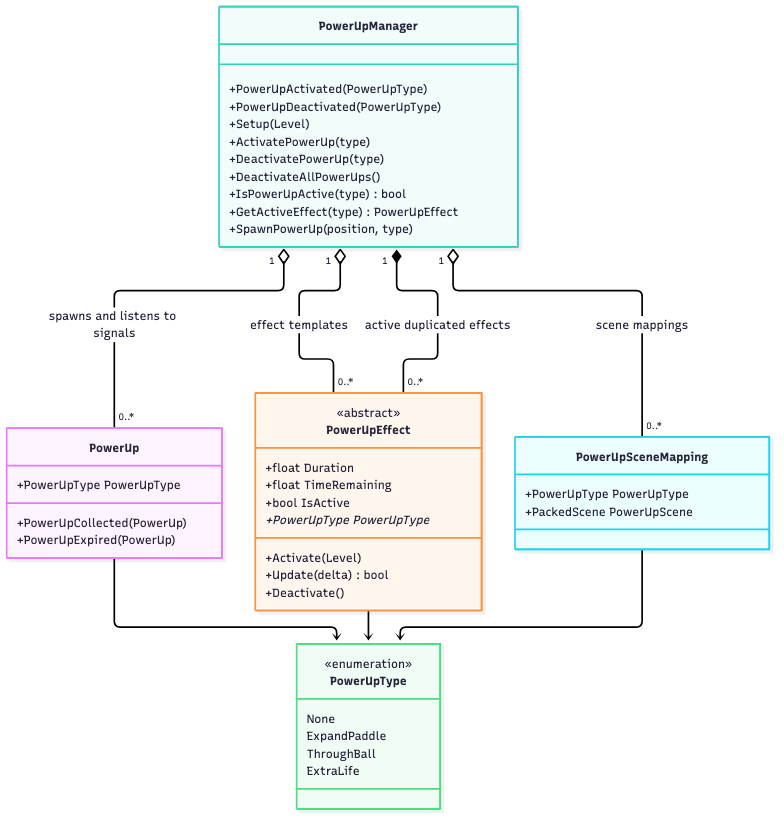 PowerUpManager
+PowerUpActivated(PowerUpType)
+PowerUpDeactivated(PowerUpType)
+Setup(Level)
+ActivatePowerUp(type)
+DeactivatePowerUp(type)
+DeactivateAllPowerUps()
+IsPowerUpActive(type) : bool
+GetActiveEffect(type) : PowerUpEffect
+SpawnPowerUp(position, type)
1
1
1
1
spawns and listens to
signals
effect templates
active duplicated effects
scene mappings
0..*
0..*
0..*
0..*
PowerUp
+PowerUpType PowerUpType
+PowerUpCollected(PowerUp)
+PowerUpExpired(PowerUp)
«abstract»
PowerUpEffect
+float Duration
+float TimeRemaining
+bool IsActive
+PowerUpType PowerUpType
+Activate(Level)
+Update(delta) : bool
+Deactivate()
PowerUpSceneMapping
+PowerUpType PowerUpType
+PackedScene PowerUpScene
«enumeration»
PowerUpType
None
ExpandPaddle
ThroughBall
ExtraLife